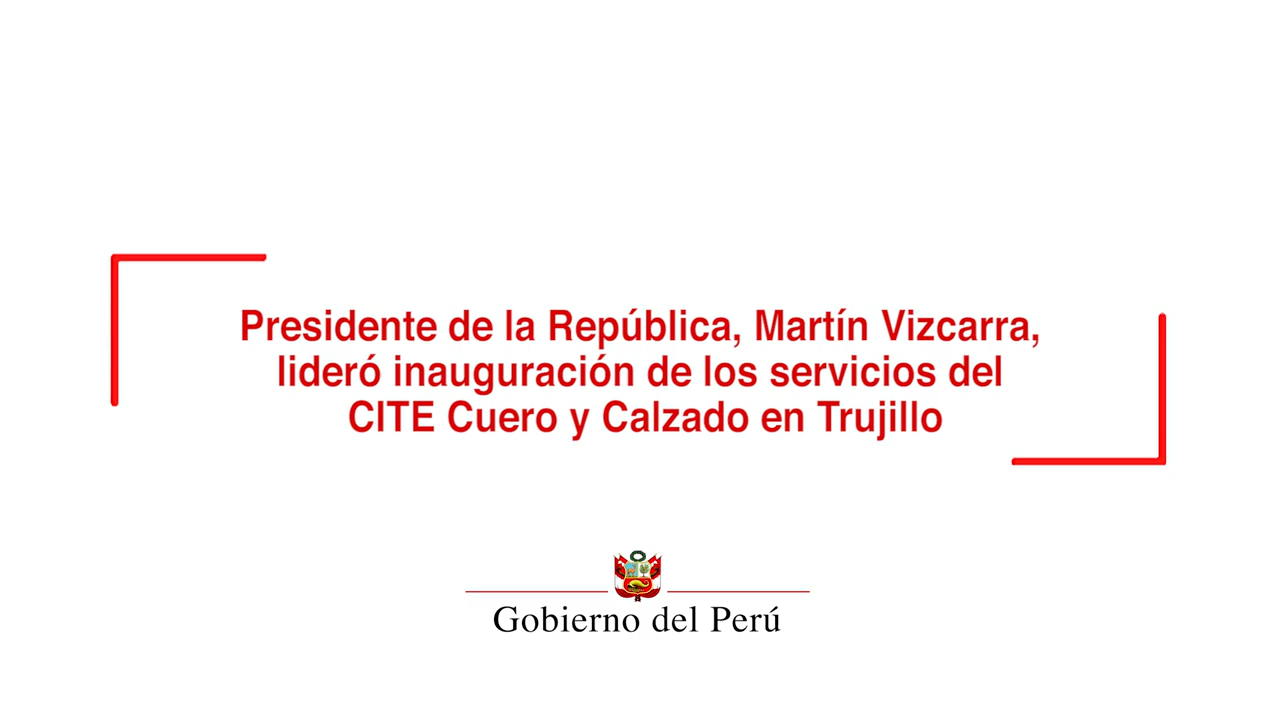 Presidente de la República, Martín Vizcarra,
lideró inauguración de los servicios del
CITE Cuero y Calzado en Trujillo
Gobierno del Perú